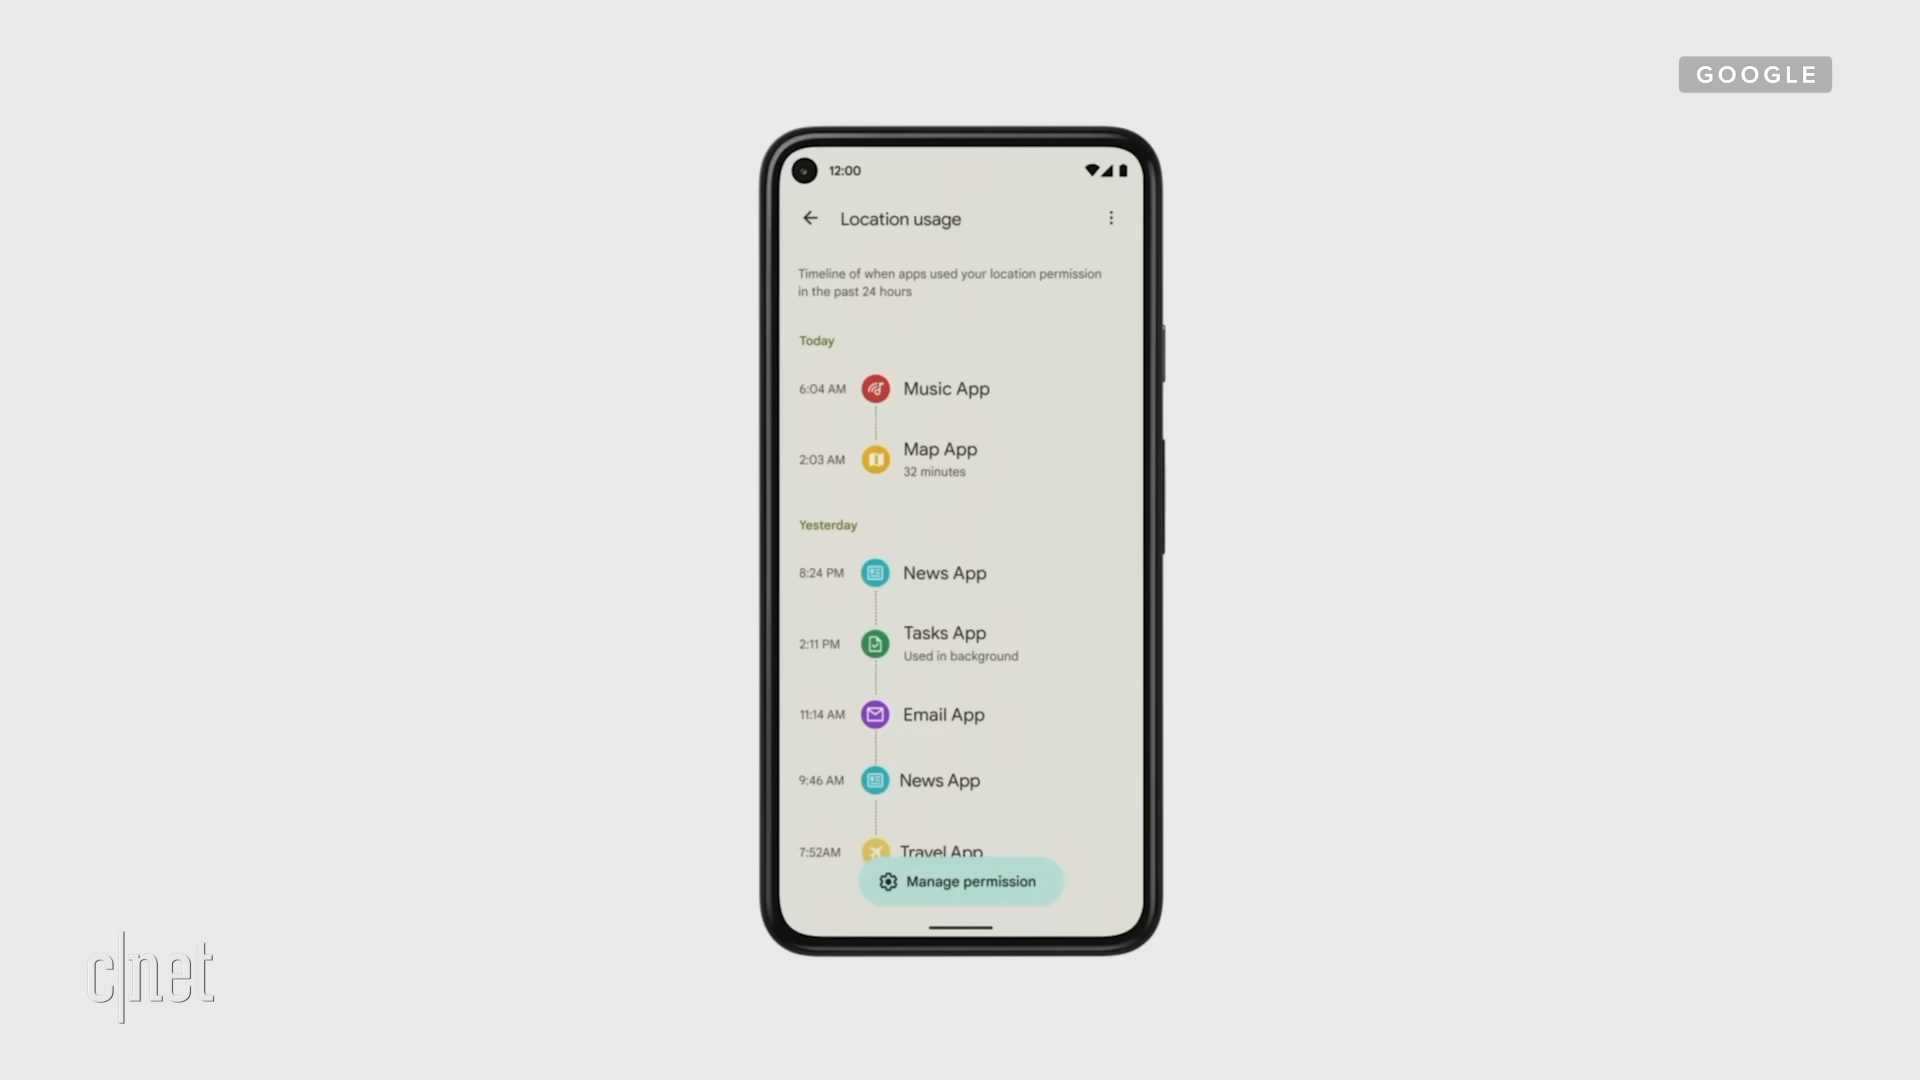 GOOGLE
12:00
Location usage
Timeline of when apps used your location permission
in the past 24 hours
Today
6:04 AM Music App
2:03 AM Map App
32 minutes
Yesterday
8:24 PM News App
2:11 PM Tasks App
Used in background
11:14 AM Email App
9:46 AM News App
7:52AM Travel App
Manage permission
c|net